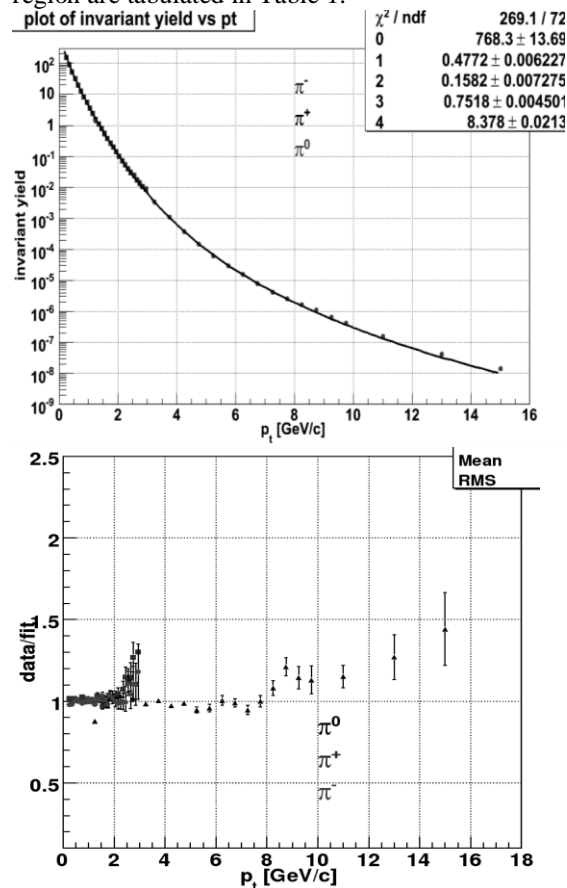 region are tabulated in Table 1.
plot of invariant yield vs pt
χ² / ndf 269.1 / 72
0 768.3 ± 13.69
1 0.4772 ± 0.006227
2 0.1582 ± 0.007275
3 0.7518 ± 0.004501
4 8.378 ± 0.0213
π⁻
π⁺
π⁰
invariant yield
10²
10
1
10⁻¹
10⁻²
10⁻³
10⁻⁴
10⁻⁵
10⁻⁶
10⁻⁷
10⁻⁸
10⁻⁹
0 2 4 6 8 10 12 14 16
pₜ [GeV/c]
Mean
RMS
data/fit
2.5
2
1.5
1
0.5
π⁰
π⁺
π⁻
0 2 4 6 8 10 12 14 16 18
pₜ [GeV/c]